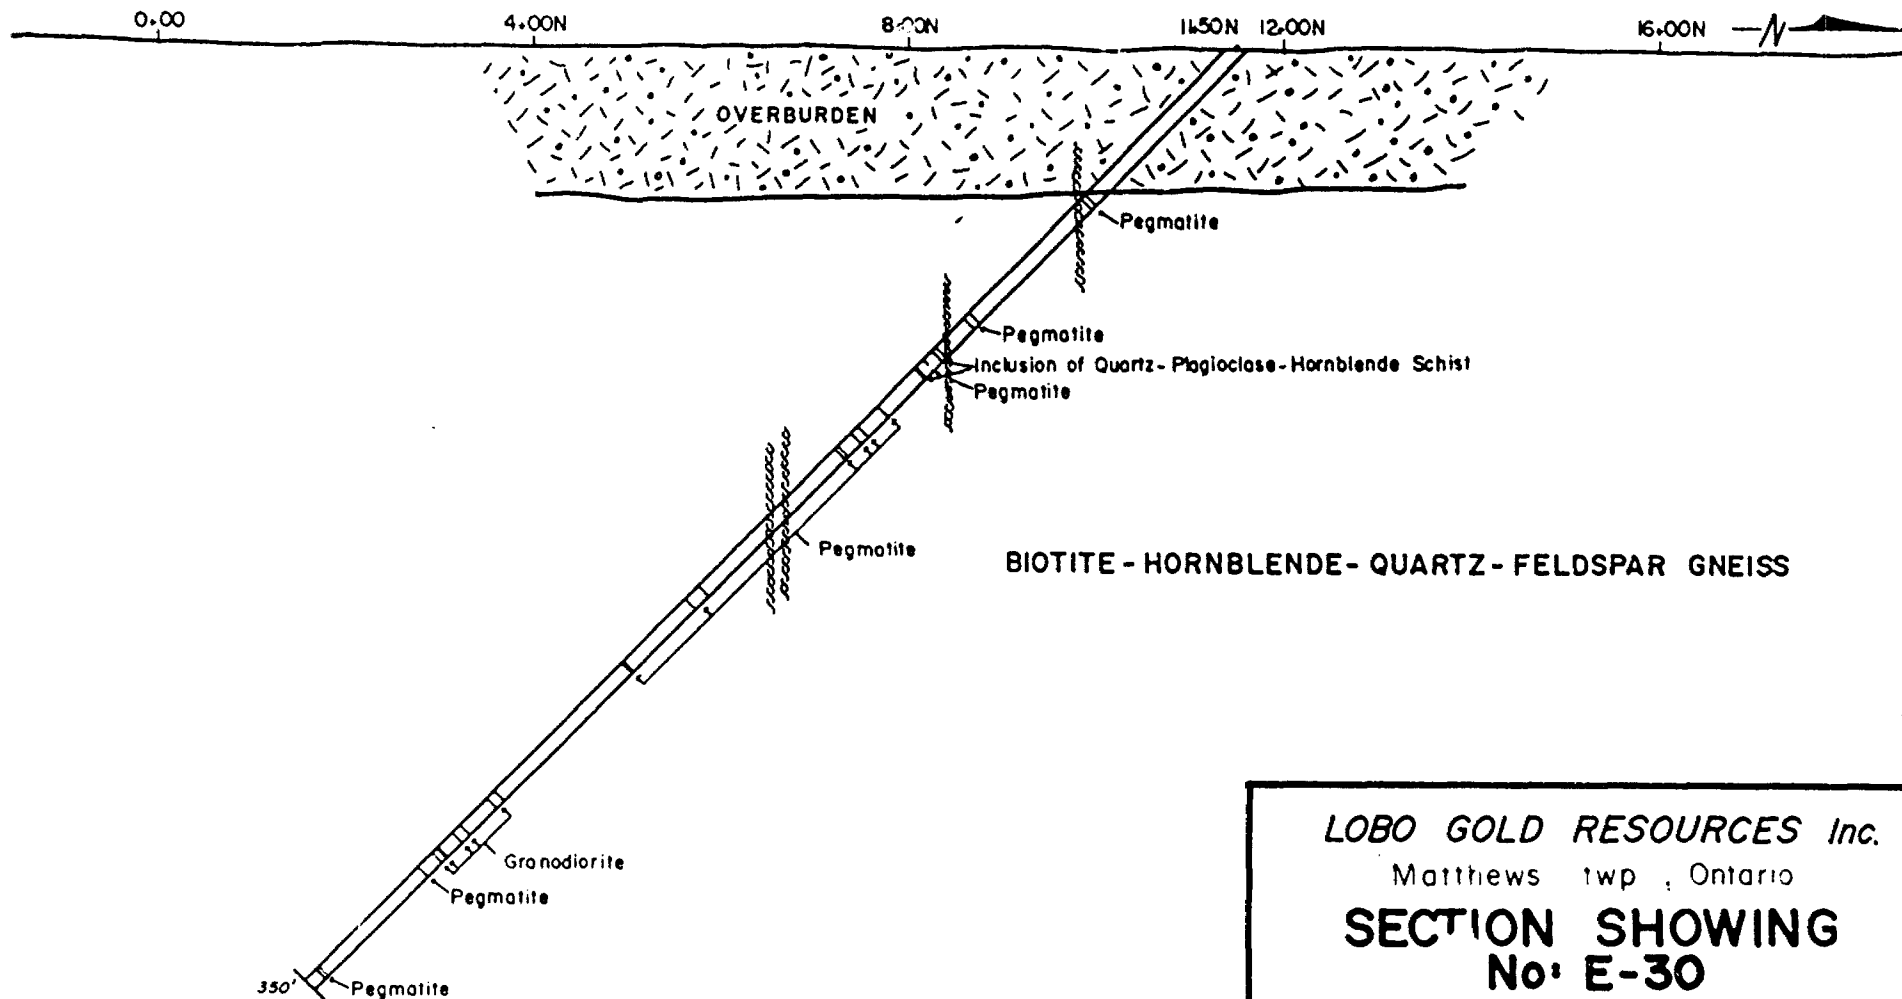 0+00 4+00N 8+00N 11+50N 12+00N 16+00N N
OVERBURDEN
Pegmatite
Pegmatite
Inclusion of Quartz-Plagioclase-Hornblende Schist
Pegmatite
Pegmatite
BIOTITE-HORNBLENDE-QUARTZ-FELDSPAR GNEISS
Granodiorite
Pegmatite
350'
Pegmatite
LOBO GOLD RESOURCES Inc.
Matthews twp, Ontario
SECTION SHOWING
No: E-30